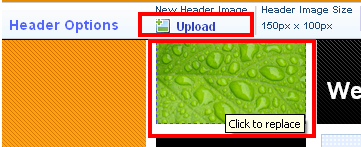 New Header Image
Header Image Size
Header Options
Upload
150px x 100px
We
Click to replace